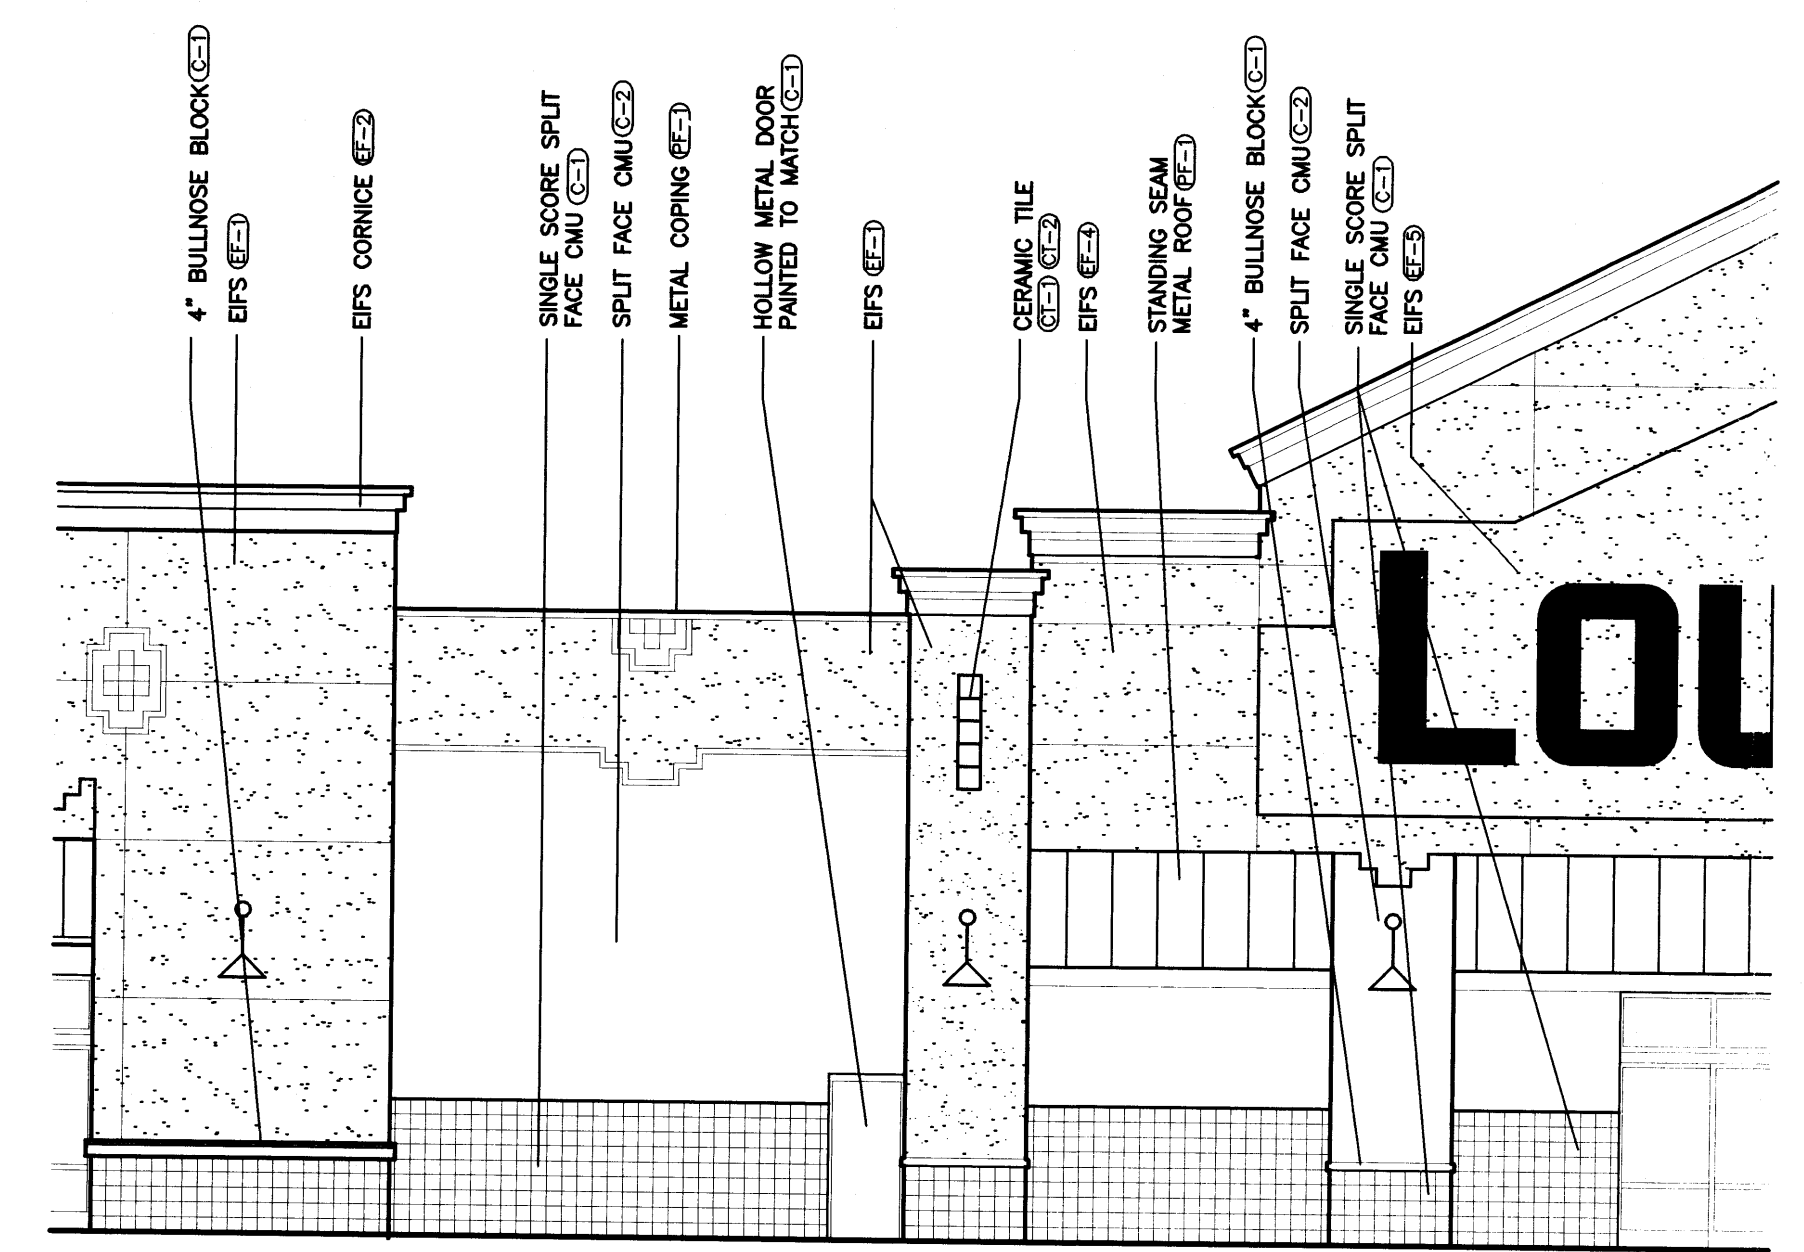 4" BULLNOSE BLOCK C-1
EIFS EF-1
EIFS CORNICE EF-2
SINGLE SCORE SPLIT
FACE CMU C-1
SPLIT FACE CMU C-2
METAL COPING PF-1
HOLLOW METAL DOOR
PAINTED TO MATCH C-1
EIFS EF-1
CERAMIC TILE
CT-1 CT-2
EIFS EF-4
STANDING SEAM
METAL ROOF PF-1
4" BULLNOSE BLOCK C-1
SPLIT FACE CMU C-2
SINGLE SCORE SPLIT
FACE CMU C-1
EIFS EF-5
LOU